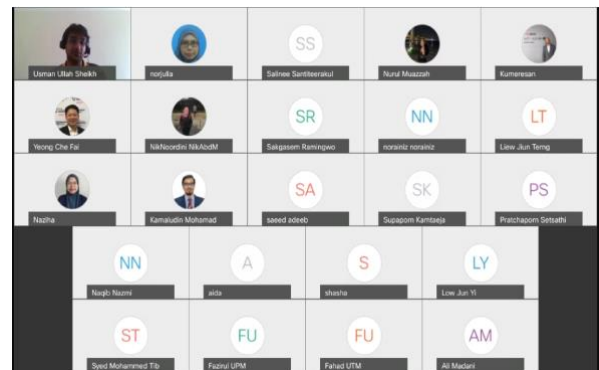 Usman Ullah Sheikh
norjulia
SS
Salinee Santiteerakul
Nurul Muazzah
Kumeresan
Yeong Che Fai
NikNoordini NikAbdM
SR
Sakgasem Ramingwo
NN
norainiz norainiz
LT
Liew Jiun Terng
Naziha
Kamaludin Mohamad
SA
saeed adeeb
SK
Supaporn Kamtaeja
PS
Pratchaporn Setsathi
NN
Naqib Nazmi
A
aida
S
shasha
LY
Low Jun Yi
ST
Syed Mohammed Tib
FU
Fazirul UPM
FU
Fahad UTM
AM
Ali Madani